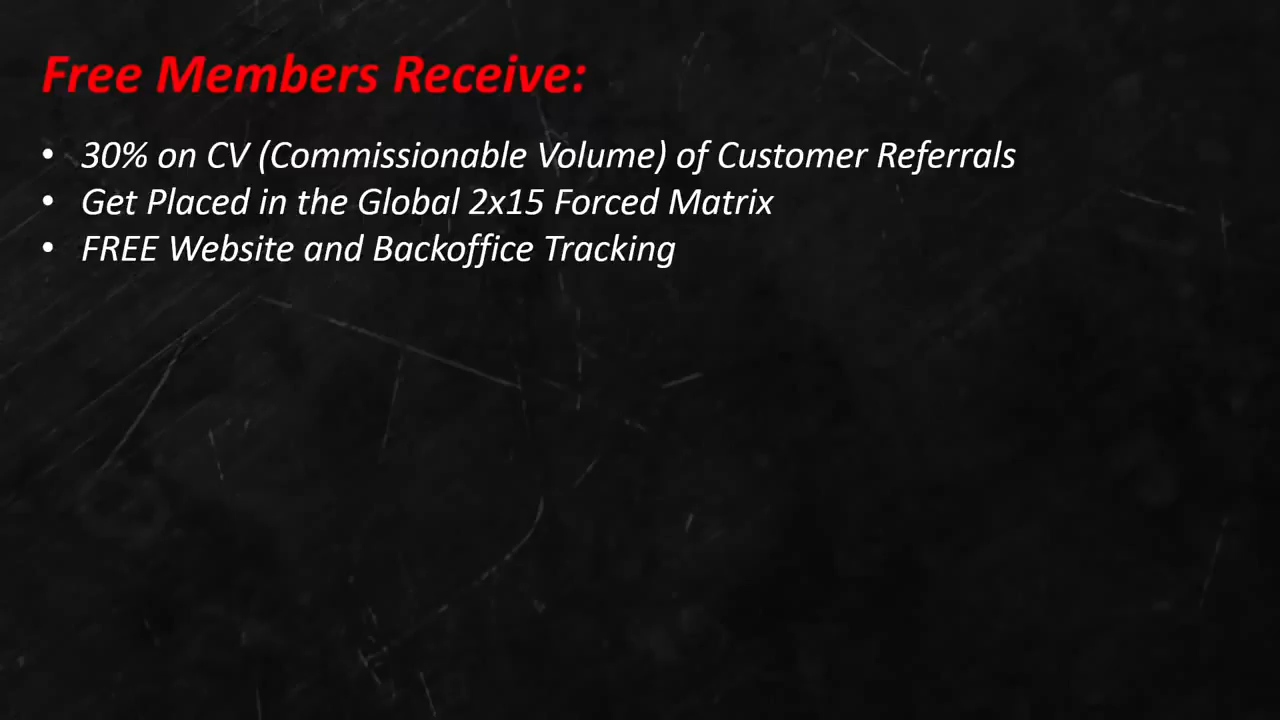 Free Members Receive:
• 30% on CV (Commissionable Volume) of Customer Referrals
• Get Placed in the Global 2x15 Forced Matrix
• FREE Website and Backoffice Tracking